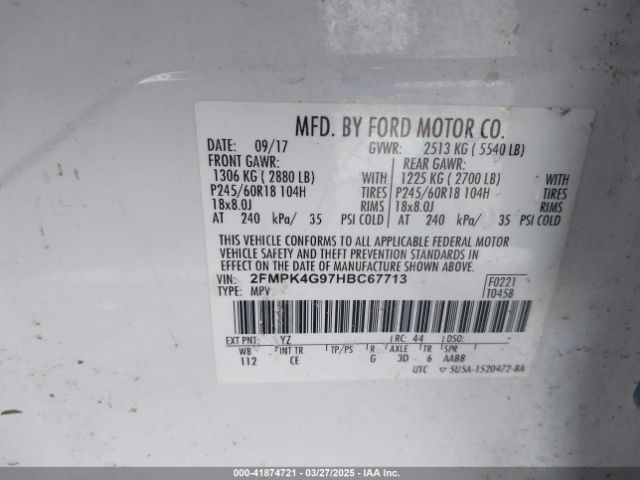 MFD. BY FORD MOTOR CO.
DATE: 09/17 GVWR: 2513 KG ( 5540 LB)
FRONT GAWR: REAR GAWR:
1306 KG ( 2880 LB) WITH 1225 KG ( 2700 LB) WITH
P245/60R18 104H TIRES P245/60R18 104H TIRES
18x8.0J RIMS 18x8.0J RIMS
AT 240 kPa/ 35 PSI COLD AT 240 kPa/ 35 PSI COLD
THIS VEHICLE CONFORMS TO ALL APPLICABLE FEDERAL MOTOR
VEHICLE SAFETY AND BUMPER STANDARDS AND THEFT PREVENTION STANDARDS IN
EFFECT ON THE DATE OF MANUFACTURE SHOWN ABOVE.
VIN: 2FMPK4G97HBC67713 F0221
TYPE: MPV T0458
EXT PNT: YZ RC: 44 DSO: -
WB INT TR TP/PS R AXLE TR SPR
112 CE G 3D 6 AABB
UTC ▽ 5U5A-1520472-BA
000-41874721 - 03/27/2025 - IAA Inc.